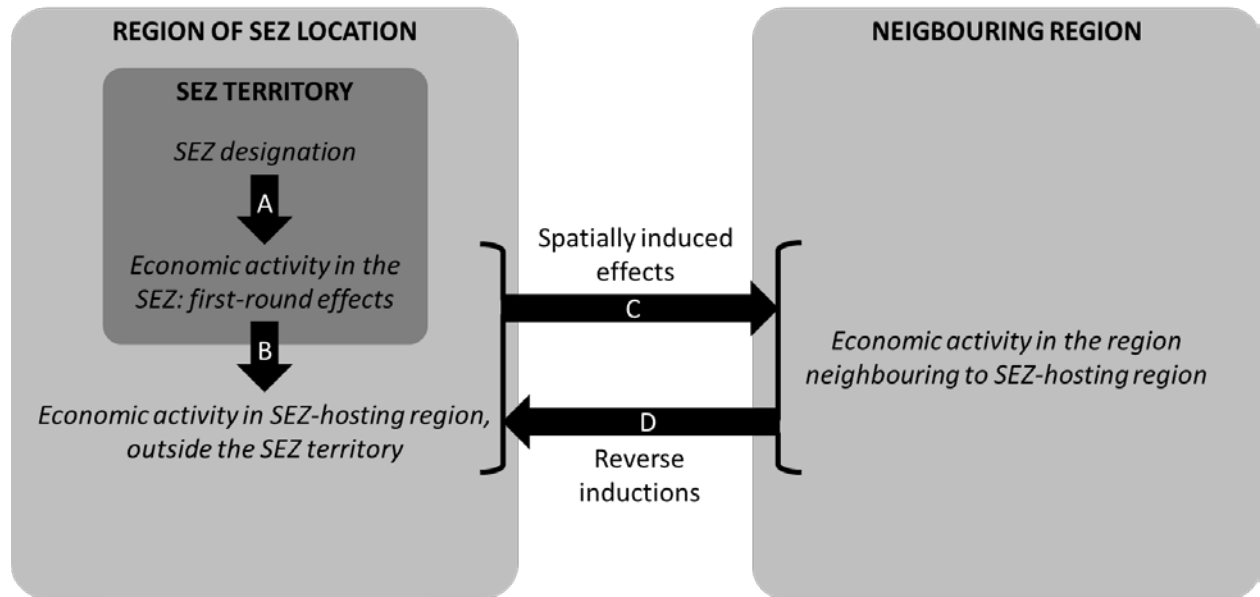 REGION OF SEZ LOCATION
SEZ TERRITORY
SEZ designation
A
Economic activity in the
SEZ: first-round effects
B
Economic activity in SEZ-hosting region,
outside the SEZ territory
Spatially induced
effects
C
D
Reverse
inductions
NEIGBOURING REGION
Economic activity in the region
neighbouring to SEZ-hosting region